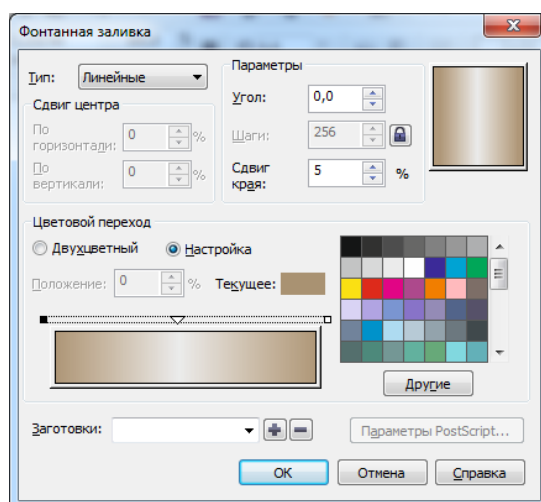 Фонтанная заливка
Тип: Линейные
Сдвиг центра
По горизонтали: 0 %
По вертикали: 0 %
Параметры
Угол: 0,0
Шаги: 256
Сдвиг края: 5 %
Цветовой переход
Двухцветный Настройка
Положение: 0 % Текущее:
Другие
Заготовки:
Параметры PostScript...
ОК Отмена Справка